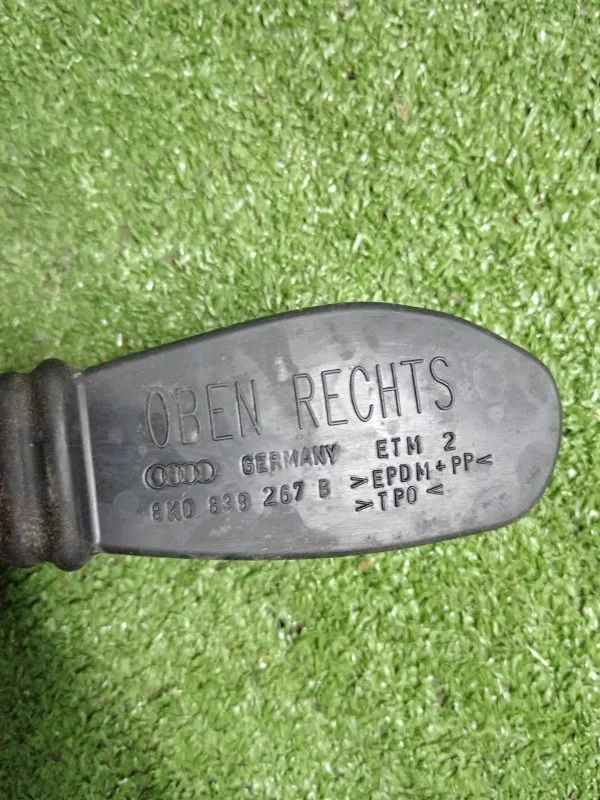 OBEN RECHTS
GERMANY ETM 2
8K0 839 267 B >EPDM+PP<
>TPO<